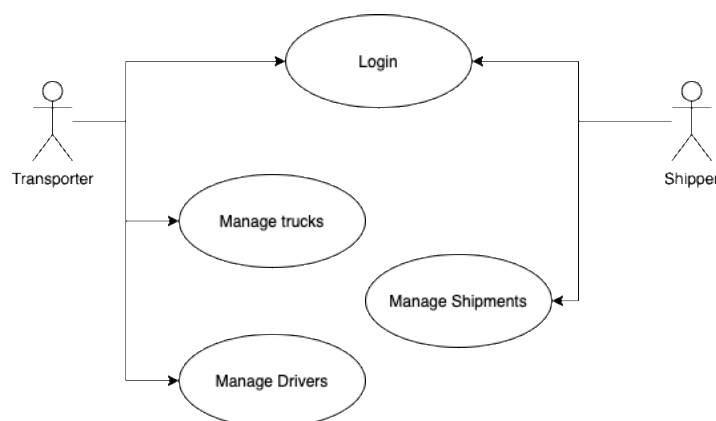 Login
Transporter
Shipper
Manage trucks
Manage Shipments
Manage Drivers